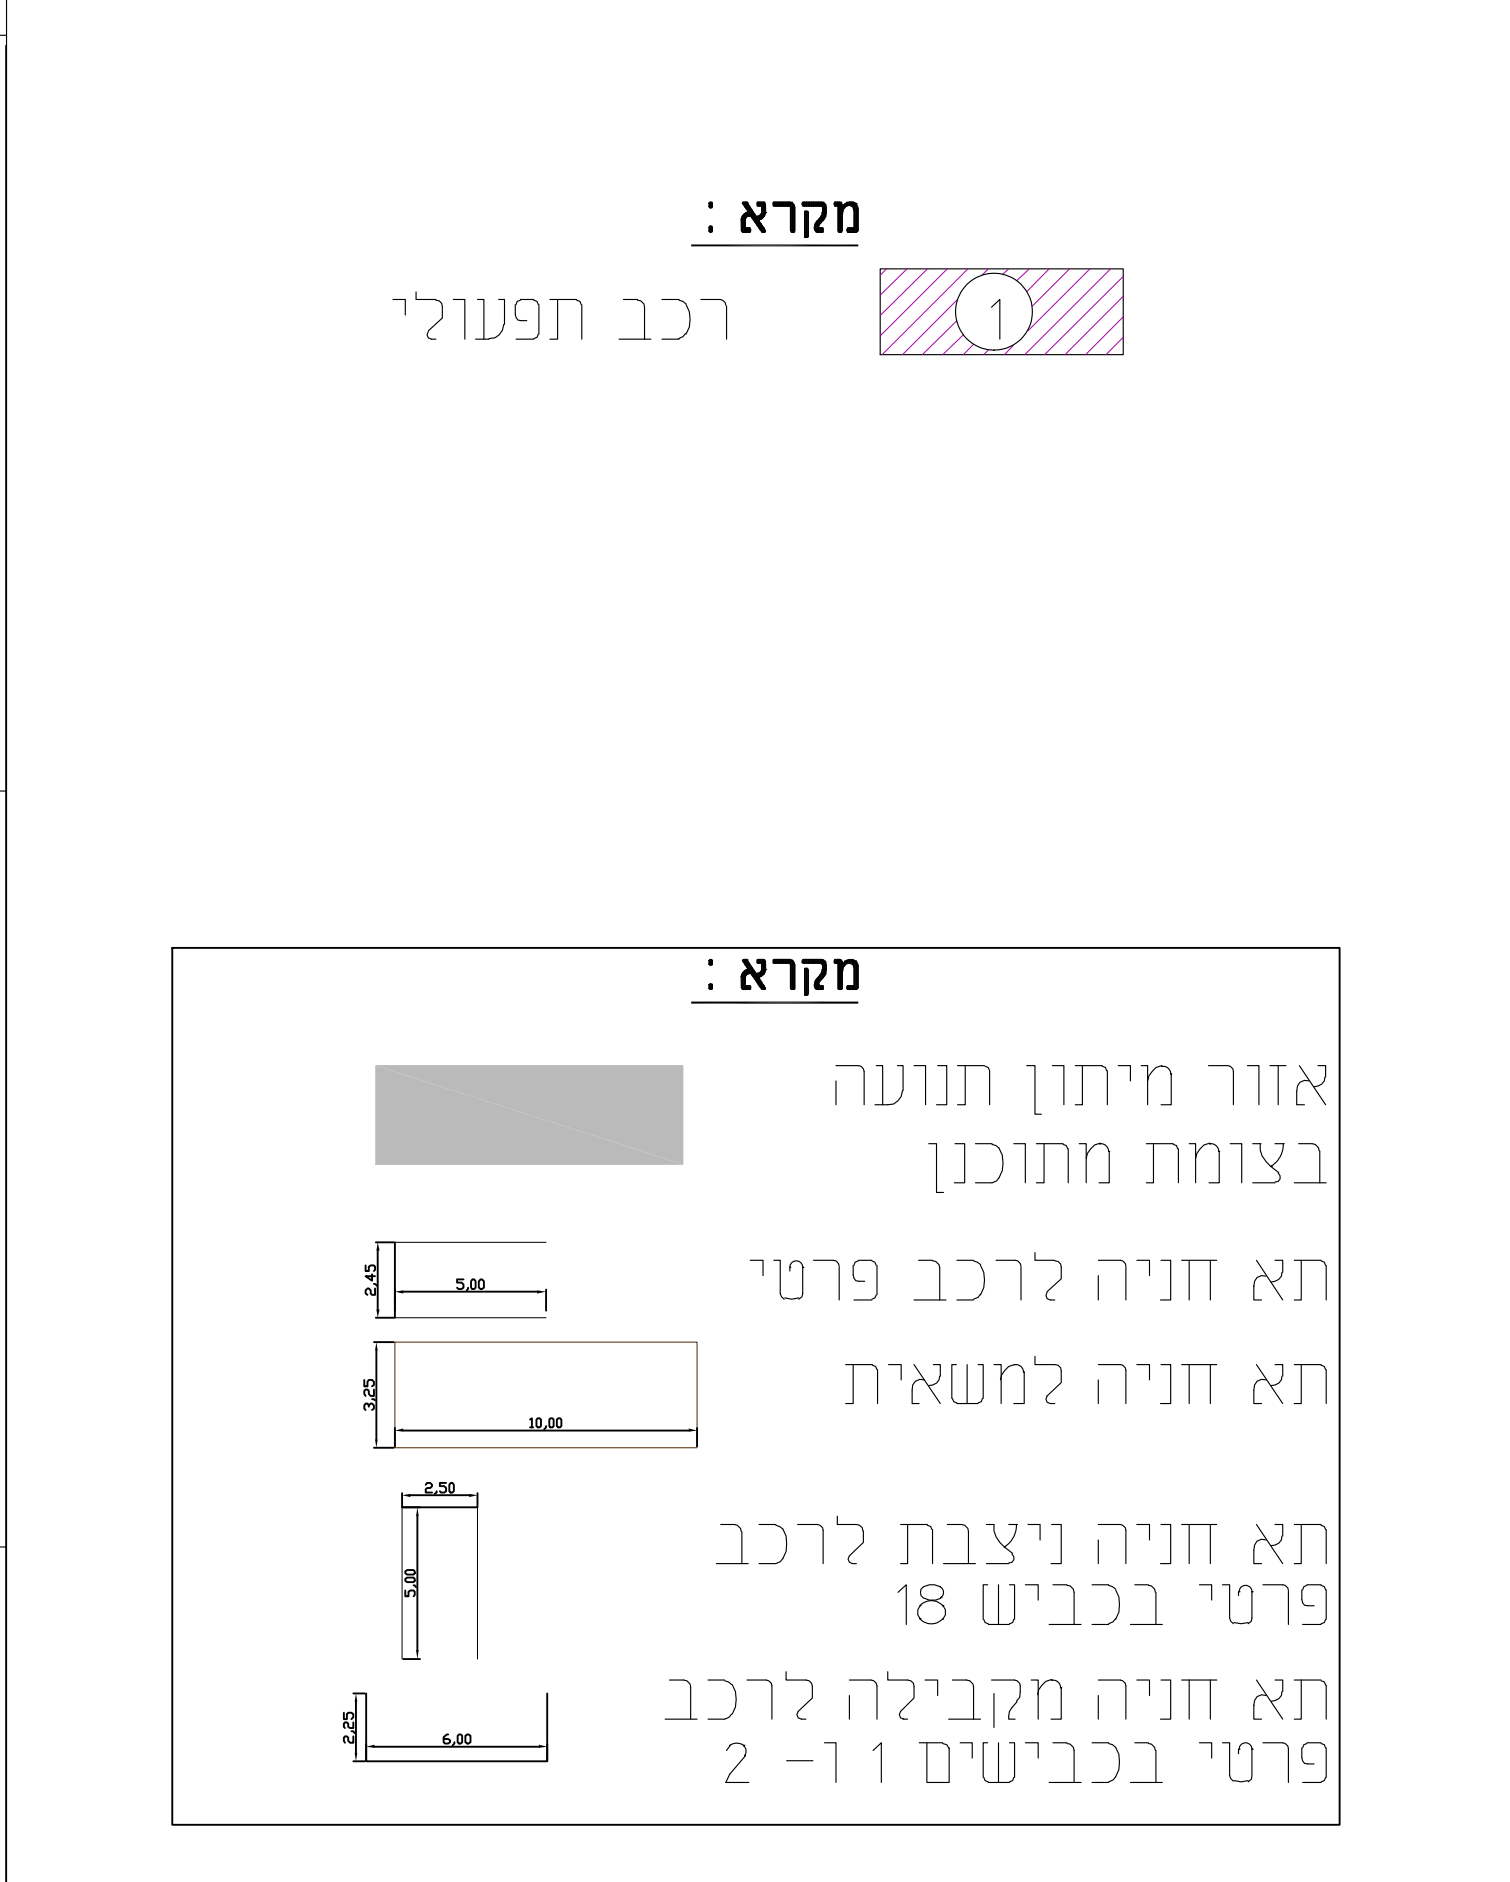 מקרא :
1
רכב תפעולי
מקרא :
אזור מיתון תנועה
בצומת מתוכנן
תא חניה לרכב פרטי
2,45
5,00
תא חניה למשאית
3,25
10,00
תא חניה ניצבת לרכב
פרטי בכביש 18
2,50
5,00
תא חניה מקבילה לרכב
פרטי בכבישים 1 ו- 2
2,25
6,00